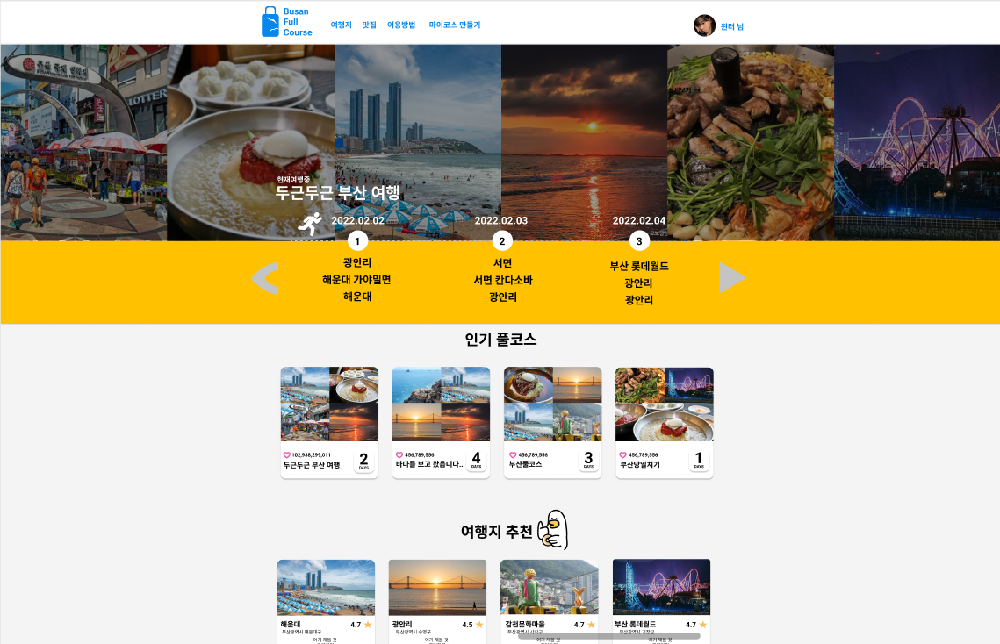 Busan
Full
Course
여행지 맛집 이용방법 마이코스 만들기
윈터 님
현재여행중
두근두근 부산 여행
2022.02.02
2022.02.03
2022.02.04
1
2
3
광안리
해운대 가야밀면
해운대
서면
서면 칸다소바
광안리
부산 롯데월드
광안리
광안리
인기 풀코스
102,938,299,011
두근두근 부산 여행
2
DAYS
456,789,556
바다를 보고 왔읍니다..
4
DAYS
456,789,556
부산풀코스
3
DAYS
456,789,556
부산당일치기
1
DAYS
여행지 추천
해운대 4.7
부산광역시 해운대구
여기 채울 것
광안리 4.5
부산광역시 수영구
여기 채울 것
감천문화마을 4.7
부산광역시 사하구
여기 채울 것
부산 롯데월드 4.7
부산광역시 기장군
여기 채울 것